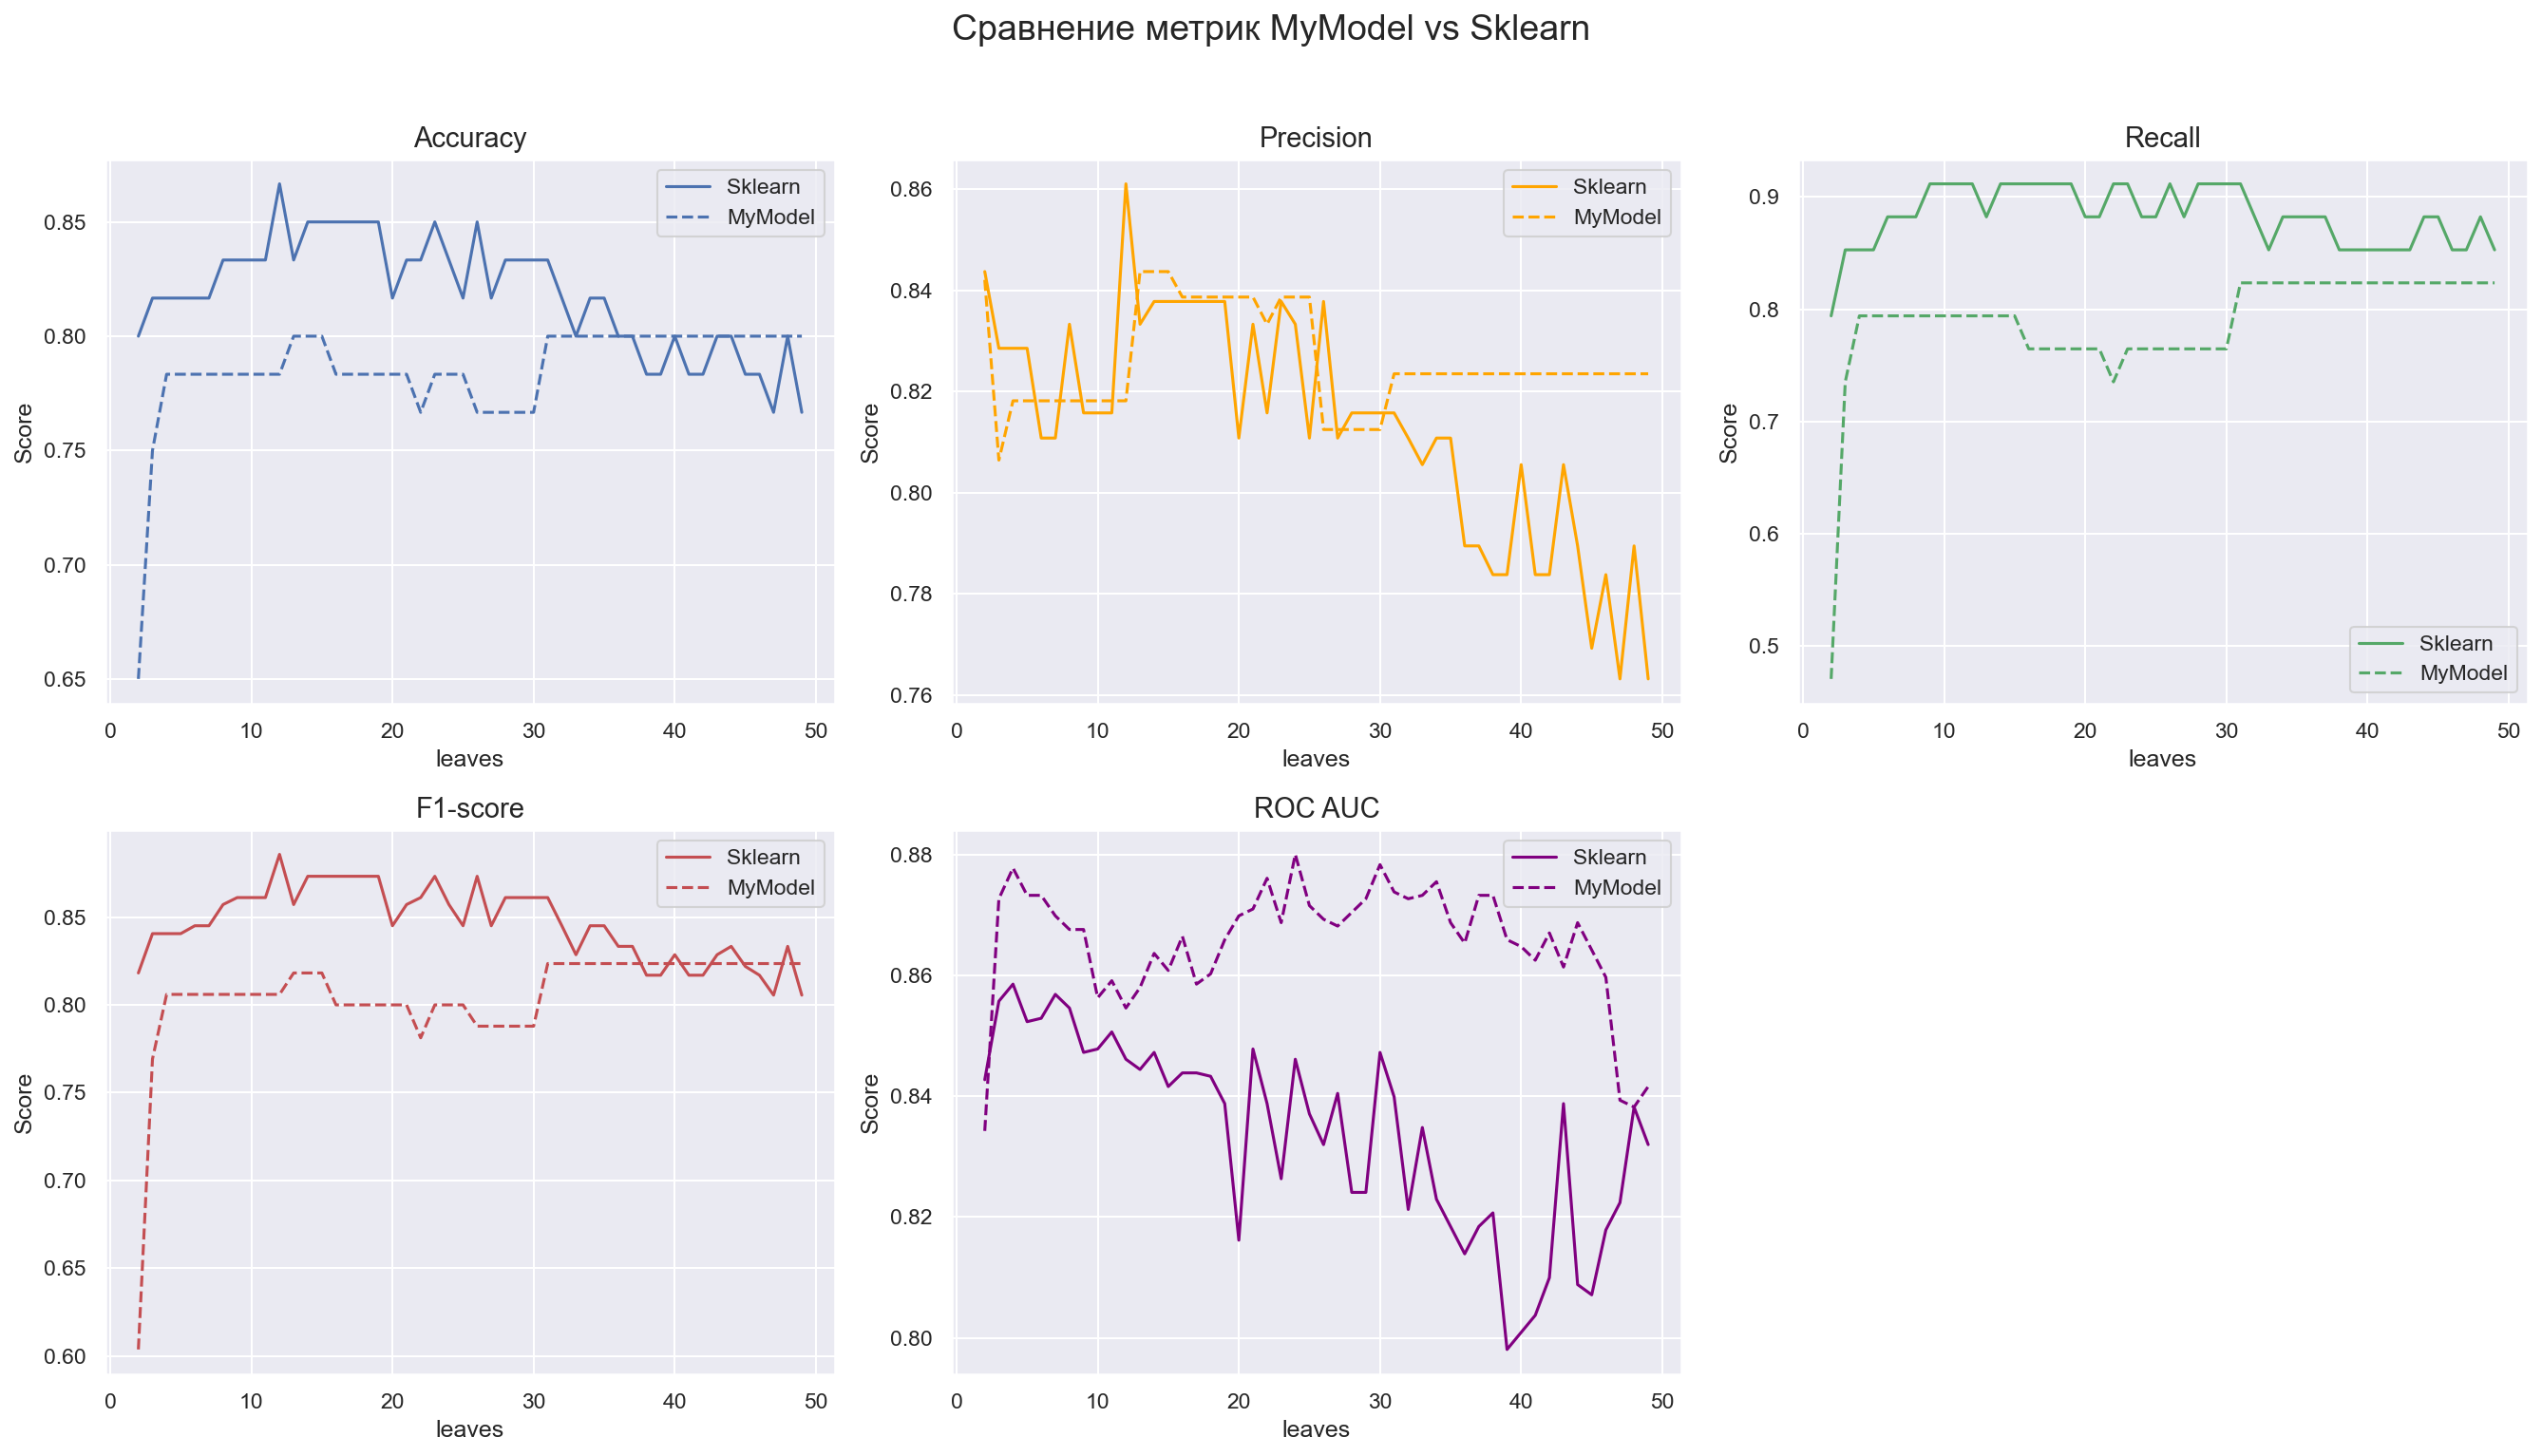 Сравнение метрик MyModel vs Sklearn
Accuracy
Sklearn
MyModel
0.85
0.80
0.75
0.70
0.65
Score
0 10 20 30 40 50
leaves
Precision
Sklearn
MyModel
0.86
0.84
0.82
0.80
0.78
0.76
Score
0 10 20 30 40 50
leaves
Recall
0.9
0.8
0.7
0.6
0.5
Score
Sklearn
MyModel
0 10 20 30 40 50
leaves
F1-score
Sklearn
MyModel
0.85
0.80
0.75
0.70
0.65
0.60
Score
0 10 20 30 40 50
leaves
ROC AUC
Sklearn
MyModel
0.88
0.86
0.84
0.82
0.80
Score
0 10 20 30 40 50
leaves